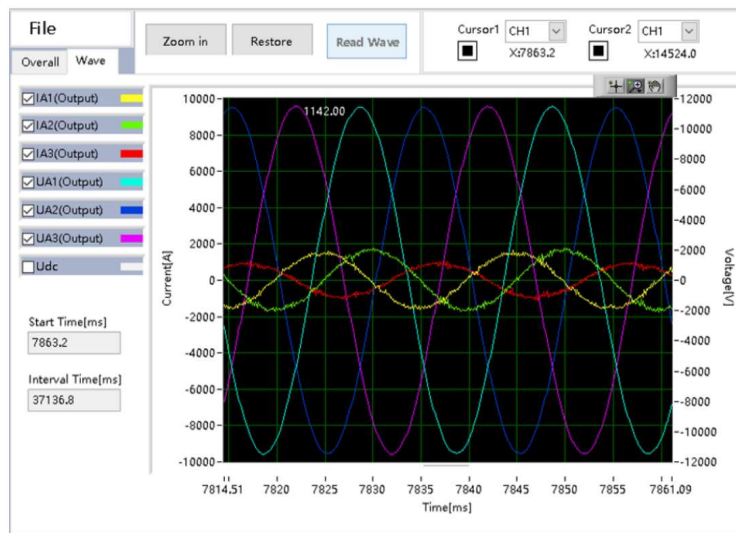 File
Zoom in
Restore
Read Wave
Cursor1
CH1
X:7863.2
Cursor2
CH1
X:14524.0
Overall
Wave
IA1(Output)
IA2(Output)
IA3(Output)
UA1(Output)
UA2(Output)
UA3(Output)
Udc
Start Time[ms]
7863.2
Interval Time[ms]
37136.8
1142.00
Current[A]
10000
8000
6000
4000
2000
0
-2000
-4000
-6000
-8000
-10000
12000
10000
8000
6000
4000
2000
0
-2000
-4000
-6000
-8000
-10000
-12000
Voltage[V]
7814.51
7820
7825
7830
7835
7840
7845
7850
7855
7861.09
Time[ms]